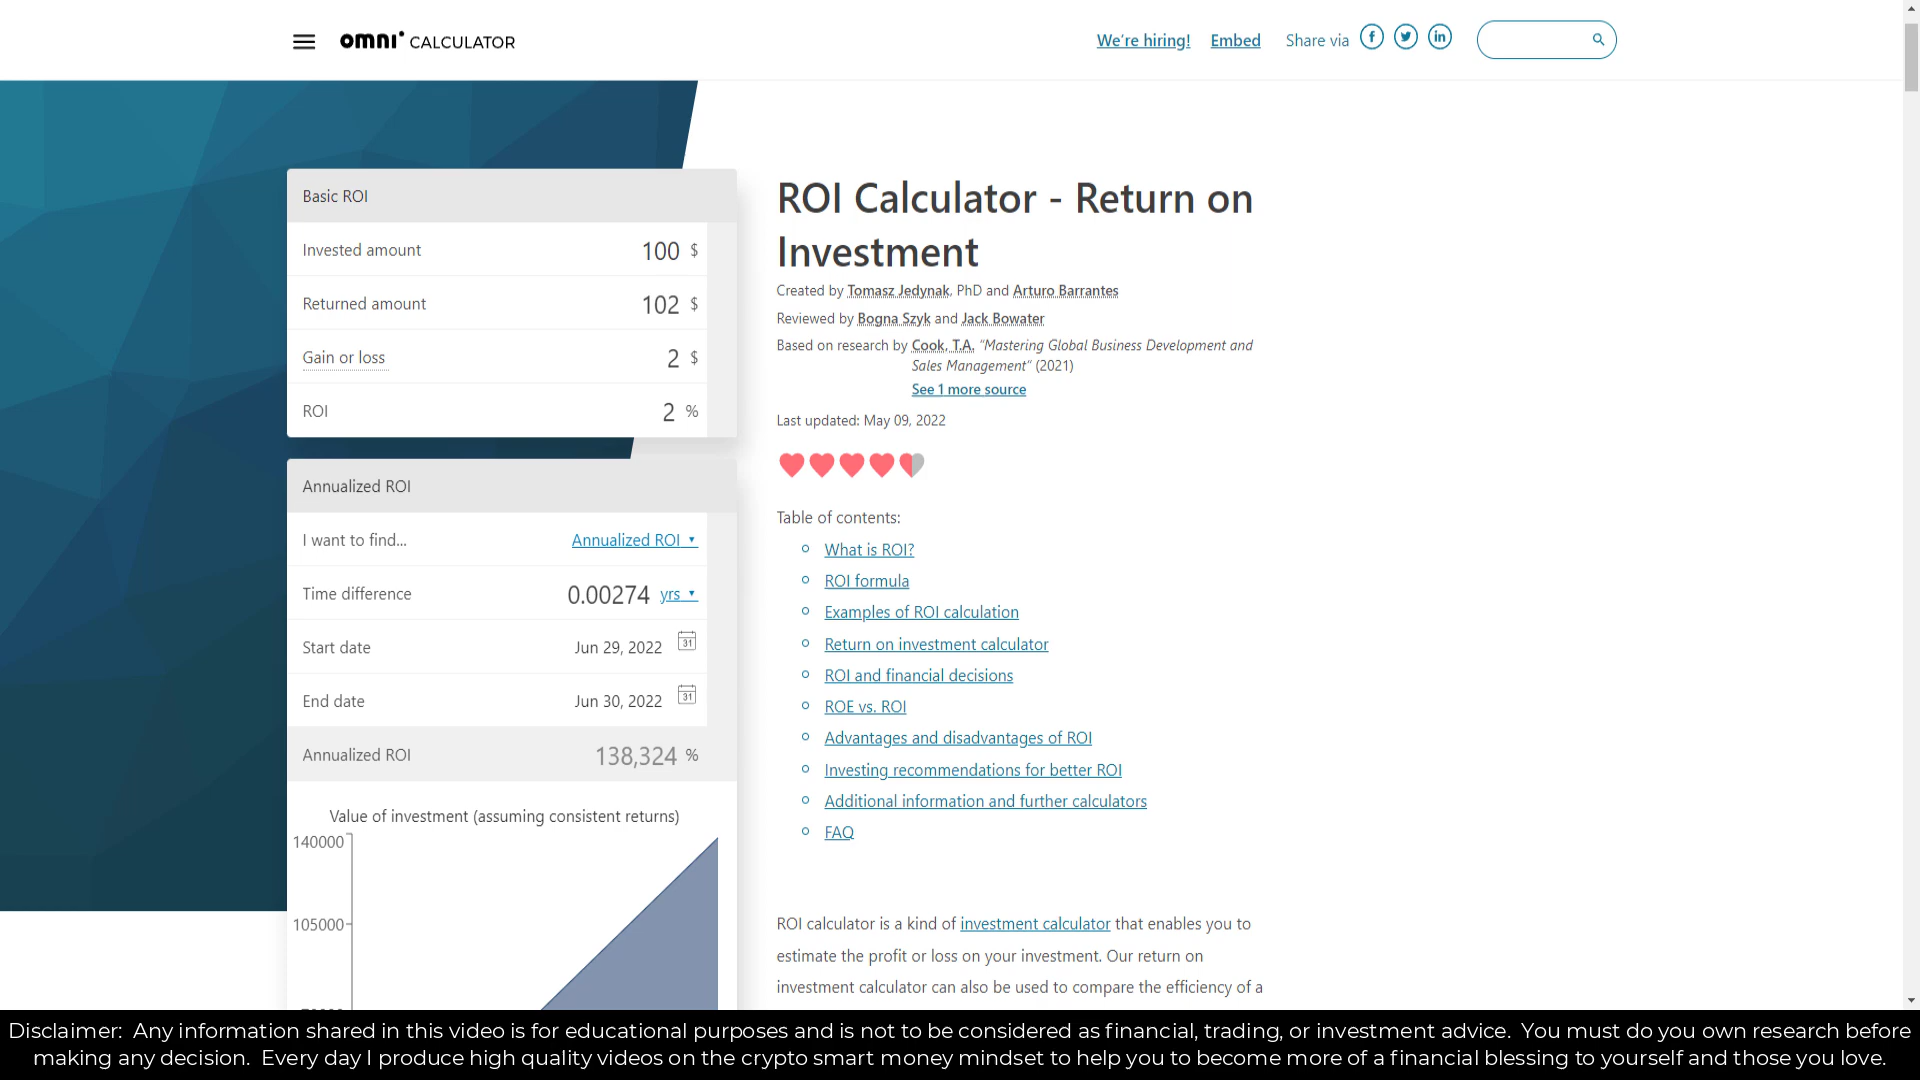 omni CALCULATOR
We're hiring! Embed Share via
Basic ROI
Invested amount 100 $
Returned amount 102 $
Gain or loss 2 $
ROI 2 %
Annualized ROI
I want to find... Annualized ROI
Time difference 0.00274 yrs
Start date Jun 29, 2022 31
End date Jun 30, 2022 31
Annualized ROI 138,324 %
Value of investment (assuming consistent returns)
140000
105000
ROI Calculator - Return on
Investment
Created by Tomasz Jedynak, PhD and Arturo Barrantes
Reviewed by Bogna Szyk and Jack Bowater
Based on research by Cook, T.A. "Mastering Global Business Development and
Sales Management" (2021)
See 1 more source
Last updated: May 09, 2022
Table of contents:
What is ROI?
ROI formula
Examples of ROI calculation
Return on investment calculator
ROI and financial decisions
ROE vs. ROI
Advantages and disadvantages of ROI
Investing recommendations for better ROI
Additional information and further calculators
FAQ
ROI calculator is a kind of investment calculator that enables you to
estimate the profit or loss on your investment. Our return on
investment calculator can also be used to compare the efficiency of a
Disclaimer: Any information shared in this video is for educational purposes and is not to be considered as financial, trading, or investment advice. You must do you own research before
making any decision. Every day I produce high quality videos on the crypto smart money mindset to help you to become more of a financial blessing to yourself and those you love.